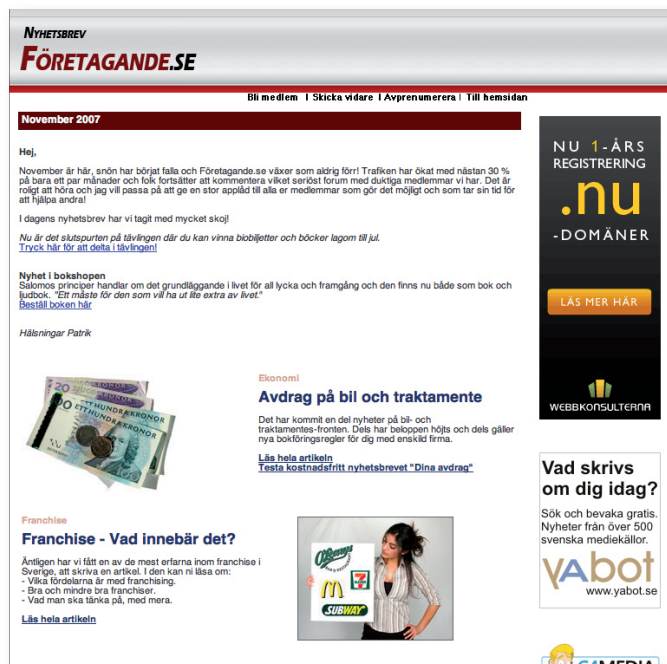 NYHETSBREV
FÖRETAGANDE.SE
Bli medlem | Skicka vidare | Avprenumerera | Till hemsidan
November 2007
Hej,
November är här, snön har börjat falla och Företagande.se växer som aldrig förr! Trafiken har ökat med nästan 30 %
på bara ett par månader och folk fortsätter att kommentera vilket seriöst forum med duktiga medlemmar vi har. Det är
roligt att höra och jag vill passa på att ge en stor applåd till alla er medlemmar som gör det möjligt och som tar sin tid för
att hjälpa andra!
I dagens nyhetsbrev har vi tagit med mycket skoj!
Nu är det slutspurten på tävlingen där du kan vinna biobiljetter och böcker lagom till jul.
Tryck här för att delta i tävlingen!
Nyhet i bokshopen
Salomos principer handlar om det grundläggande i livet för all lycka och framgång och den finns nu både som bok och
ljudbok. "Ett måste för den som vill ha ut lite extra av livet."
Beställ boken här
Hälsningar Patrik
20
100 ETTHUNDRA KRONOR
ETTHUNDRA KRONOR
Ekonomi
Avdrag på bil och traktamente
Det har kommit en del nyheter på bil- och
traktamentes-fronten. Dels har beloppen höjts och dels gäller
nya bokföringsregler för dig med enskild firma.
Läs hela artikeln
Testa kostnadsfritt nyhetsbrevet "Dina avdrag"
Franchise
Franchise - Vad innebär det?
Äntligen har vi fått en av de mest erfarna inom franchise i
Sverige, att skriva en artikel. I den kan ni läsa om:
- Vilka fördelarna är med franchising.
- Bra och mindre bra franchiser.
- Vad man ska tänka på, med mera.
Läs hela artikeln
7
ELEVEN
M
SUBWAY
NU 1-ÅRS
REGISTRERING
.nu
-DOMÄNER
LÄS MER HÄR
WEBBKONSULTERNA
Vad skrivs
om dig idag?
Sök och bevaka gratis.
Nyheter från över 500
svenska mediekällor.
YAbot
www.yabot.se